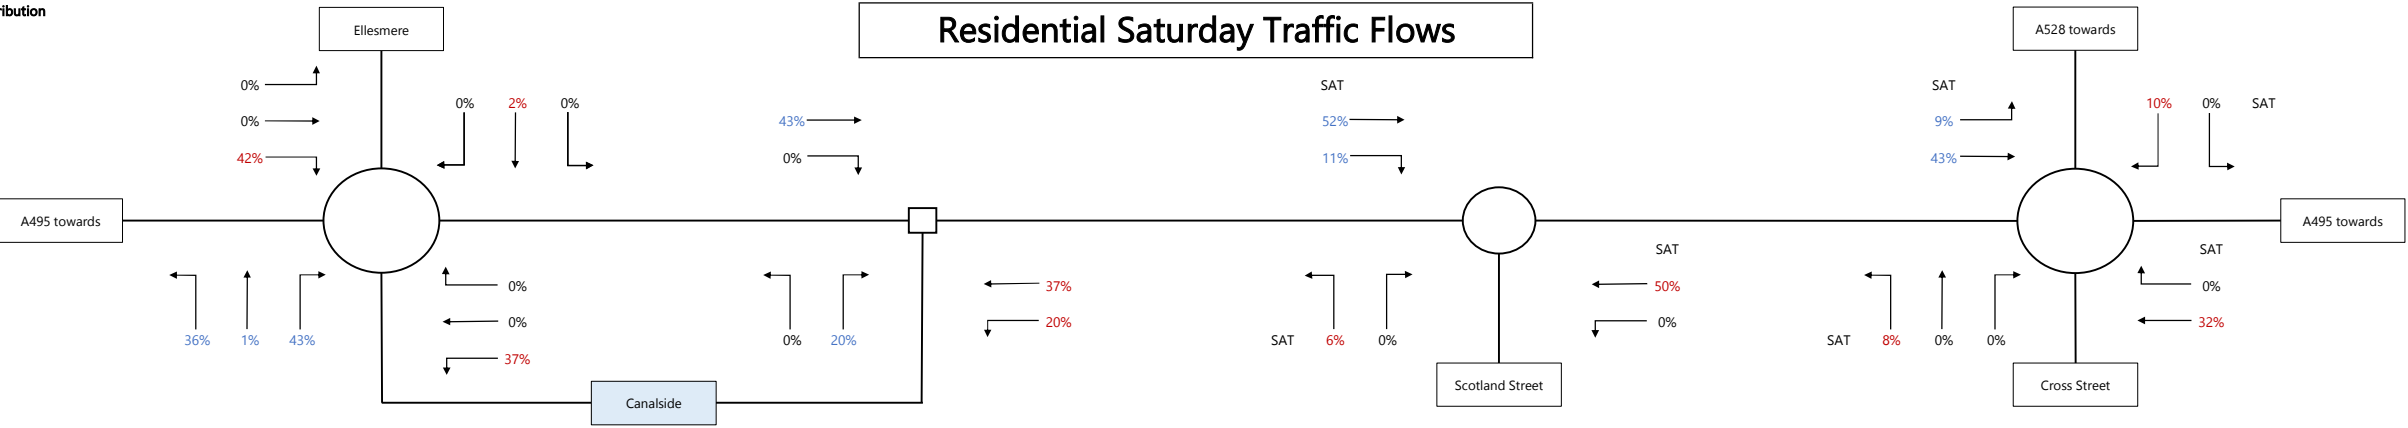 ribution
Residential Saturday Traffic Flows
Ellesmere
A528 towards
0%
SAT
SAT
0%
2%
0%
10%
0%
SAT
0%
43%
52%
9%
42%
0%
11%
43%
A495 towards
A495 towards
SAT
SAT
0%
37%
50%
0%
0%
20%
0%
32%
36%
1%
43%
0%
20%
SAT
6%
0%
SAT
8%
0%
0%
37%
Canalside
Scotland Street
Cross Street